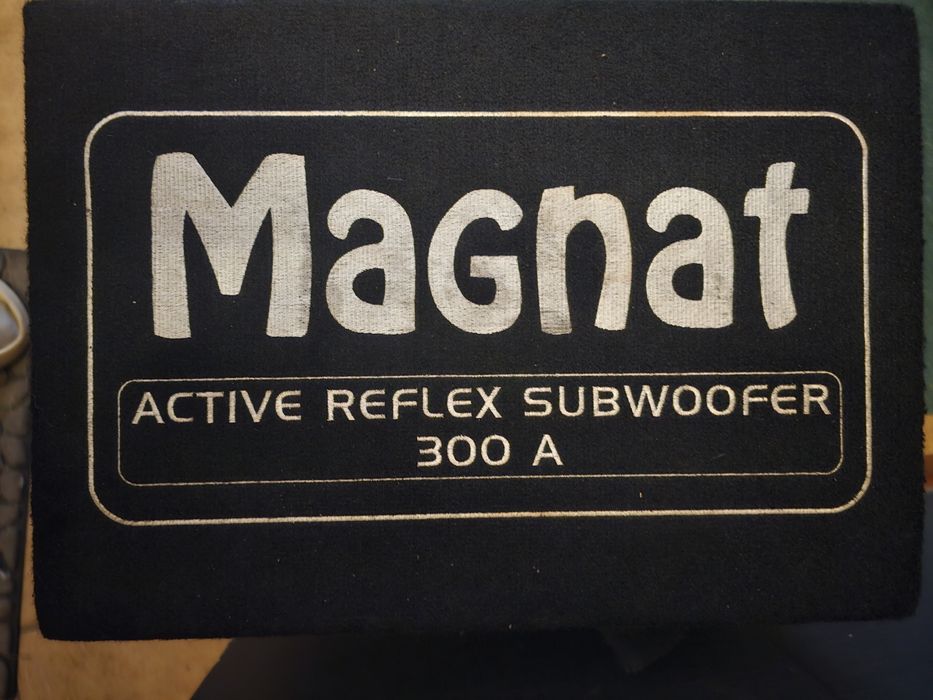 Magnat
ACTIVE REFLEX SUBWOOFER
300 A